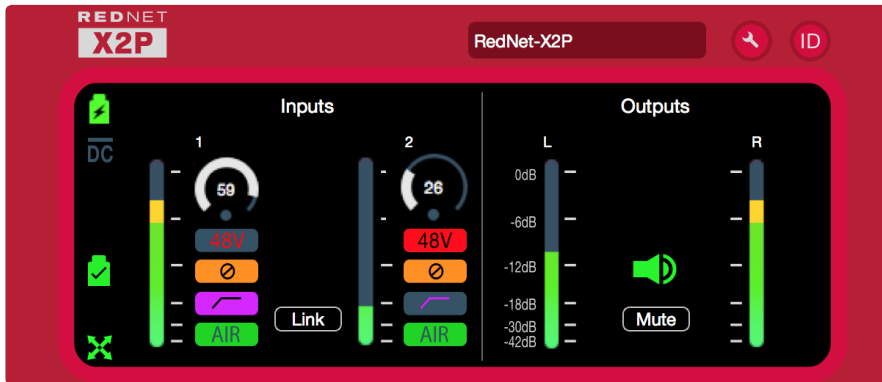 REDNET
X2P
RedNet-X2P
ID
Inputs
Outputs
DC
1
2
L
R
59
26
0dB
-6dB
48V
48V
-12dB
-18dB
Link
Mute
-30dB
AIR
AIR
-42dB